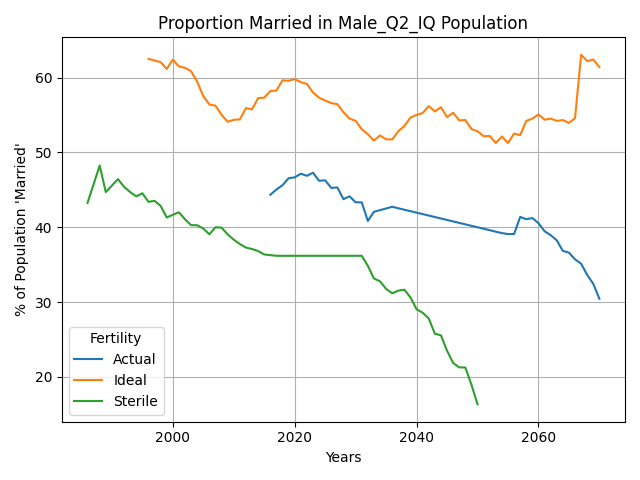 Proportion Married in Male_Q2_IQ Population
% of Population 'Married'
60
50
40
30
20
Fertility
Actual
Ideal
Sterile
2000
2020
2040
2060
Years